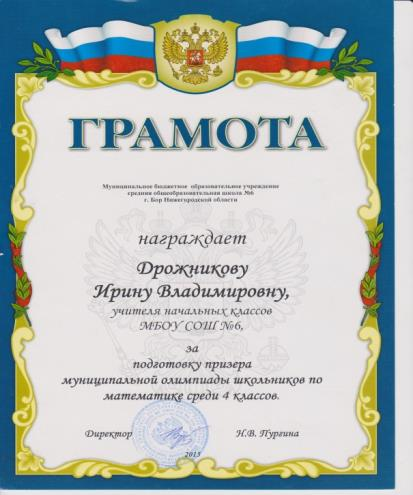 ГРАМОТА
Муниципальное бюджетное образовательное учреждение
средняя общеобразовательная школа №6
г. Бор Нижегородской области
награждает
Дрожникову
Ирину Владимировну,
учителя начальных классов
МБОУ СОШ №6,
за
подготовку призера
муниципальной олимпиады школьников по
математике среди 4 классов.
Директор Н.В. Пургина
2013